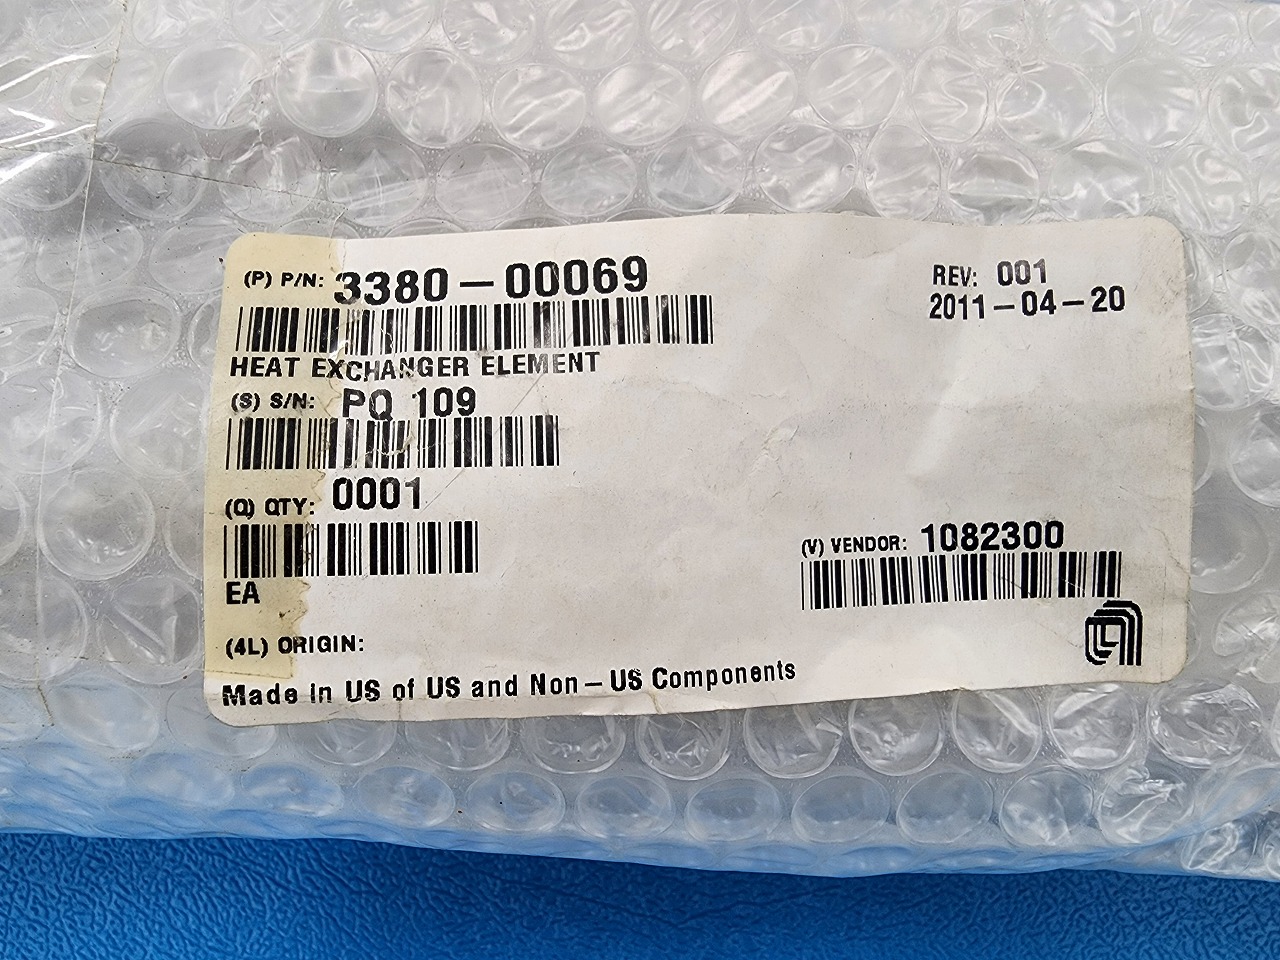 (P) P/N: 3380-00069
REV: 001
2011-04-20
HEAT EXCHANGER ELEMENT
(S) S/N: PQ 109
(Q) QTY: 0001
EA
(V) VENDOR: 1082300
(4L) ORIGIN:
Made in US of US and Non-US Components